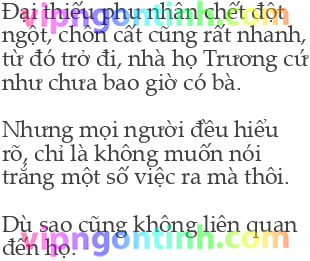 Đại thiếu phu nhân chết đột
ngột, chôn cất cũng rất nhanh,
từ đó trở đi, nhà họ Trương cứ
như chưa bao giờ có bà.
Nhưng mọi người đều hiểu
rõ, chỉ là không muốn nói
trắng một số việc ra mà thôi.
Dù sao cũng không liên quan
đến họ.
vipngontinh.com
vipngontinh.com